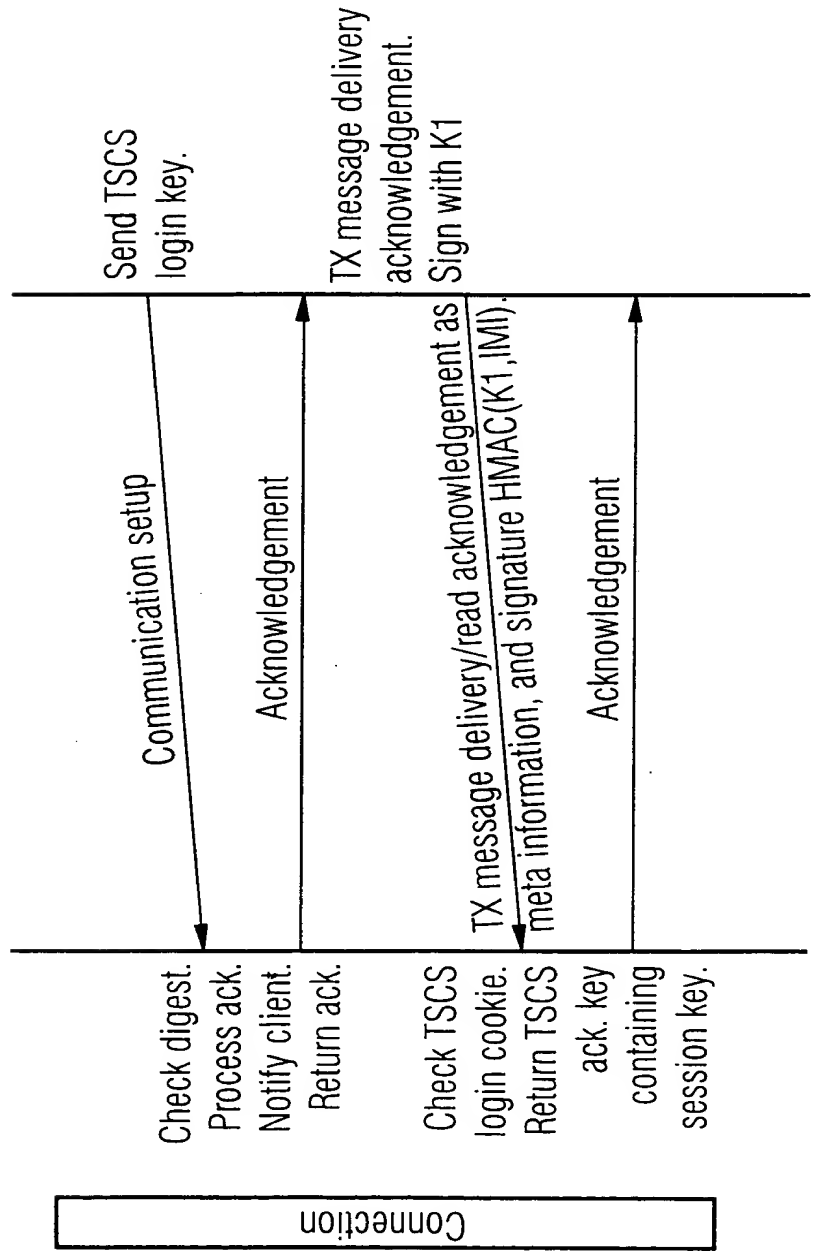 Connection
Check digest.
Process ack.
Notify client.
Return ack.
Check TSCS
login cookie.
Return TSCS
ack. key
containing
session key.
Communication setup
Acknowledgement
TX message delivery/read acknowledgement as
meta information, and signature HMAC(K1,IMI).
Acknowledgement
Send TSCS
login key.
TX message delivery
acknowledgement.
Sign with K1